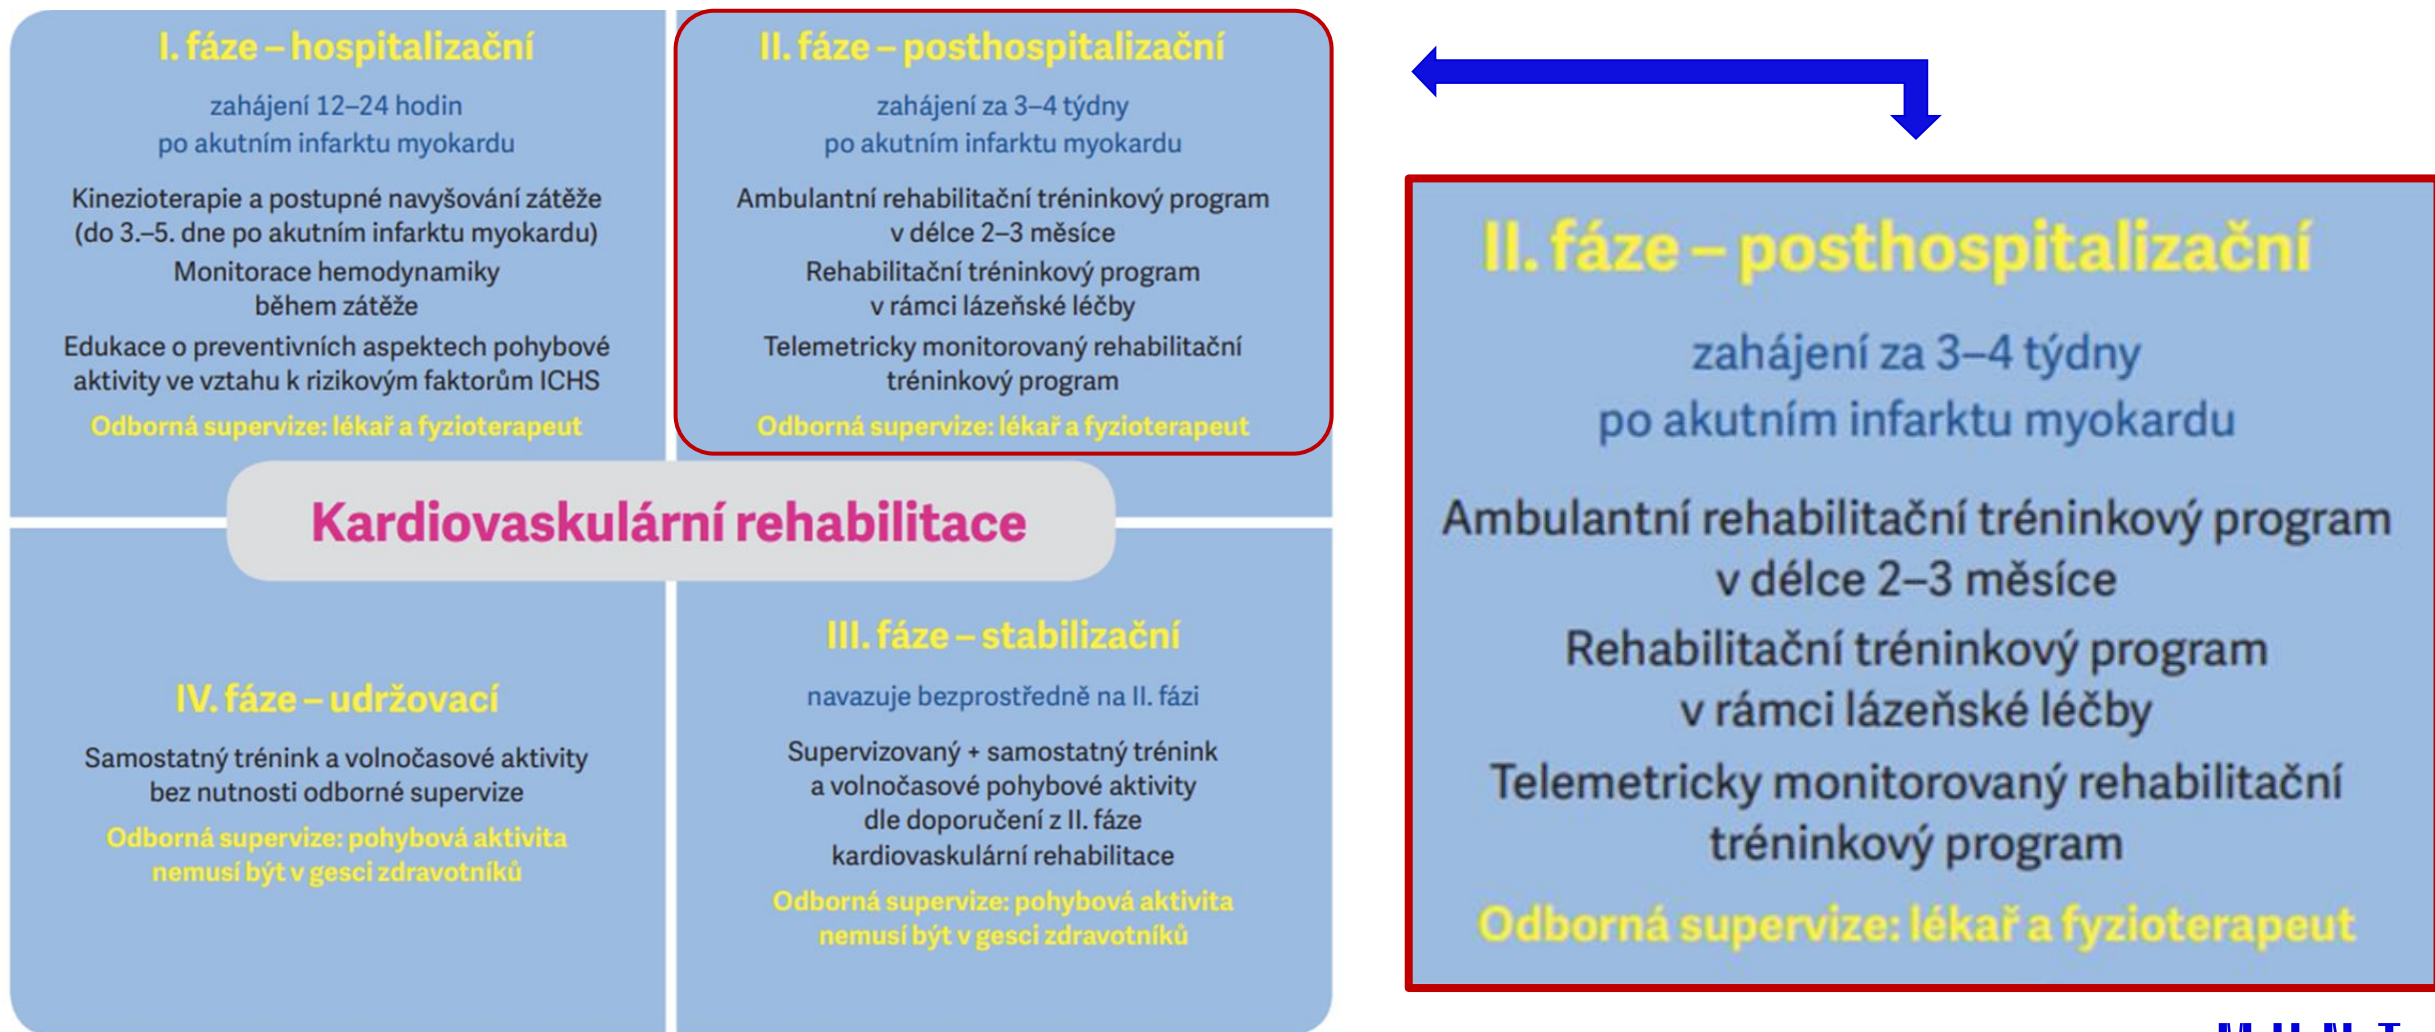 I. fáze – hospitalizační
zahájení 12–24 hodin
po akutním infarktu myokardu
Kinezioterapie a postupné navyšování zátěže
(do 3.–5. dne po akutním infarktu myokardu)
Monitorace hemodynamiky
během zátěže
Edukace o preventivních aspektech pohybové
aktivity ve vztahu k rizikovým faktorům ICHS
Odborná supervize: lékař a fyzioterapeut
II. fáze – posthospitalizační
zahájení za 3–4 týdny
po akutním infarktu myokardu
Ambulantní rehabilitační tréninkový program
v délce 2–3 měsíce
Rehabilitační tréninkový program
v rámci lázeňské léčby
Telemetricky monitorovaný rehabilitační
tréninkový program
Odborná supervize: lékař a fyzioterapeut
Kardiovaskulární rehabilitace
IV. fáze – udržovací
Samostatný trénink a volnočasové aktivity
bez nutnosti odborné supervize
Odborná supervize: pohybová aktivita
nemusí být v gesci zdravotníků
III. fáze – stabilizační
navazuje bezprostředně na II. fázi
Supervizovaný + samostatný trénink
a volnočasové pohybové aktivity
dle doporučení z II. fáze
kardiovaskulární rehabilitace
Odborná supervize: pohybová aktivita
nemusí být v gesci zdravotníků
II. fáze – posthospitalizační
zahájení za 3–4 týdny
po akutním infarktu myokardu
Ambulantní rehabilitační tréninkový program
v délce 2–3 měsíce
Rehabilitační tréninkový program
v rámci lázeňské léčby
Telemetricky monitorovaný rehabilitační
tréninkový program
Odborná supervize: lékař a fyzioterapeut